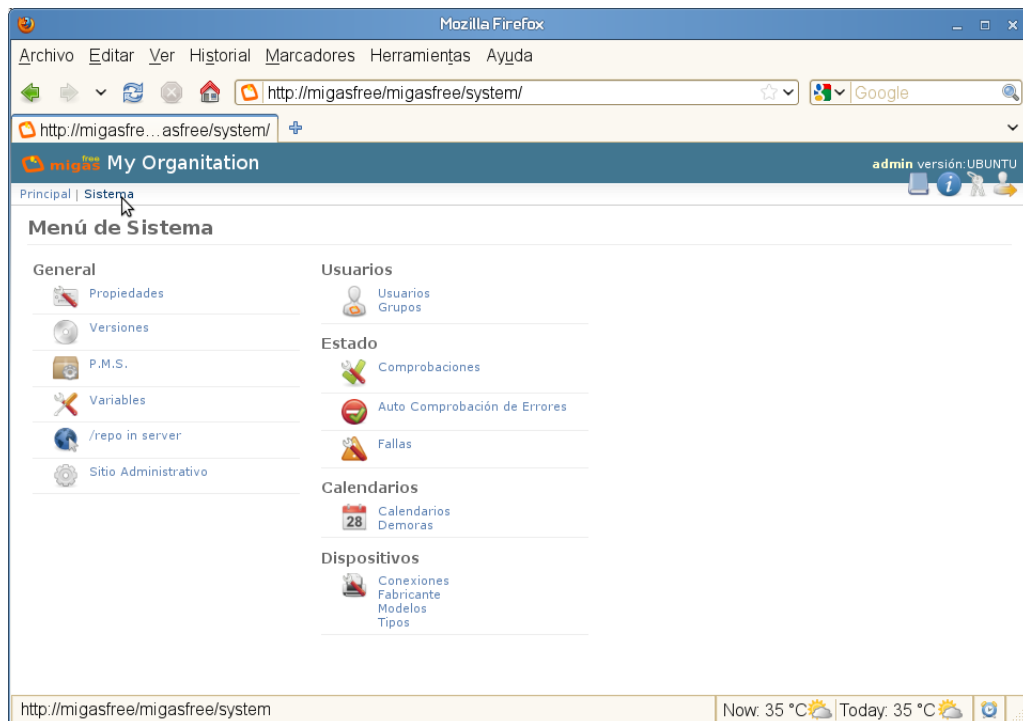 Mozilla Firefox
Archivo Editar Ver Historial Marcadores Herramientas Ayuda
http://migasfree/migasfree/system/
Google
http://migasfre...asfree/system/
migasfree My Organitation
admin versión:UBUNTU
Principal | Sistema
Menú de Sistema
General
Propiedades
Versiones
P.M.S.
Variables
/repo in server
Sitio Administrativo
Usuarios
Usuarios
Grupos
Estado
Comprobaciones
Auto Comprobación de Errores
Fallas
Calendarios
28
Calendarios
Demoras
Dispositivos
Conexiones
Fabricante
Modelos
Tipos
http://migasfree/migasfree/system
Now: 35 °C
Today: 35 °C